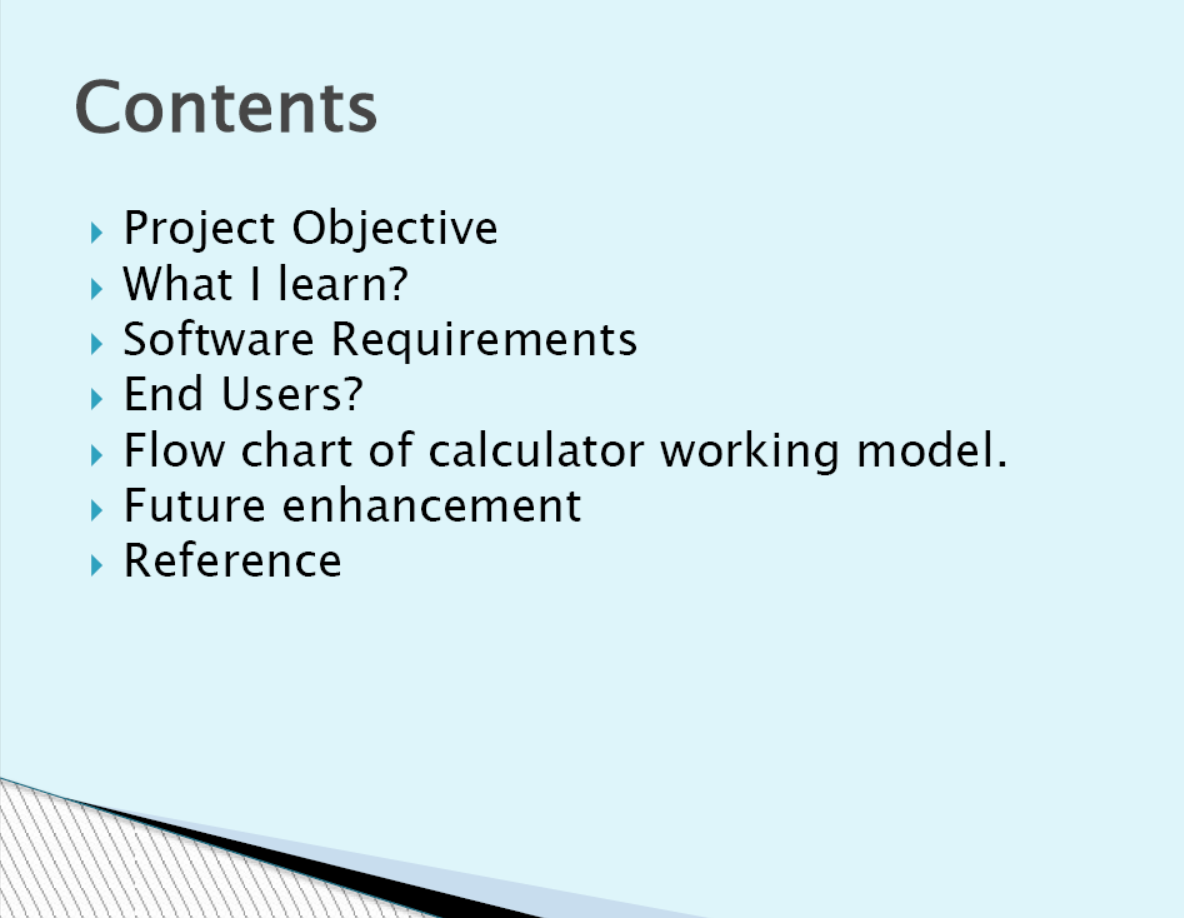 Contents
Project Objective
What I learn?
Software Requirements
End Users?
Flow chart of calculator working model.
Future enhancement
Reference